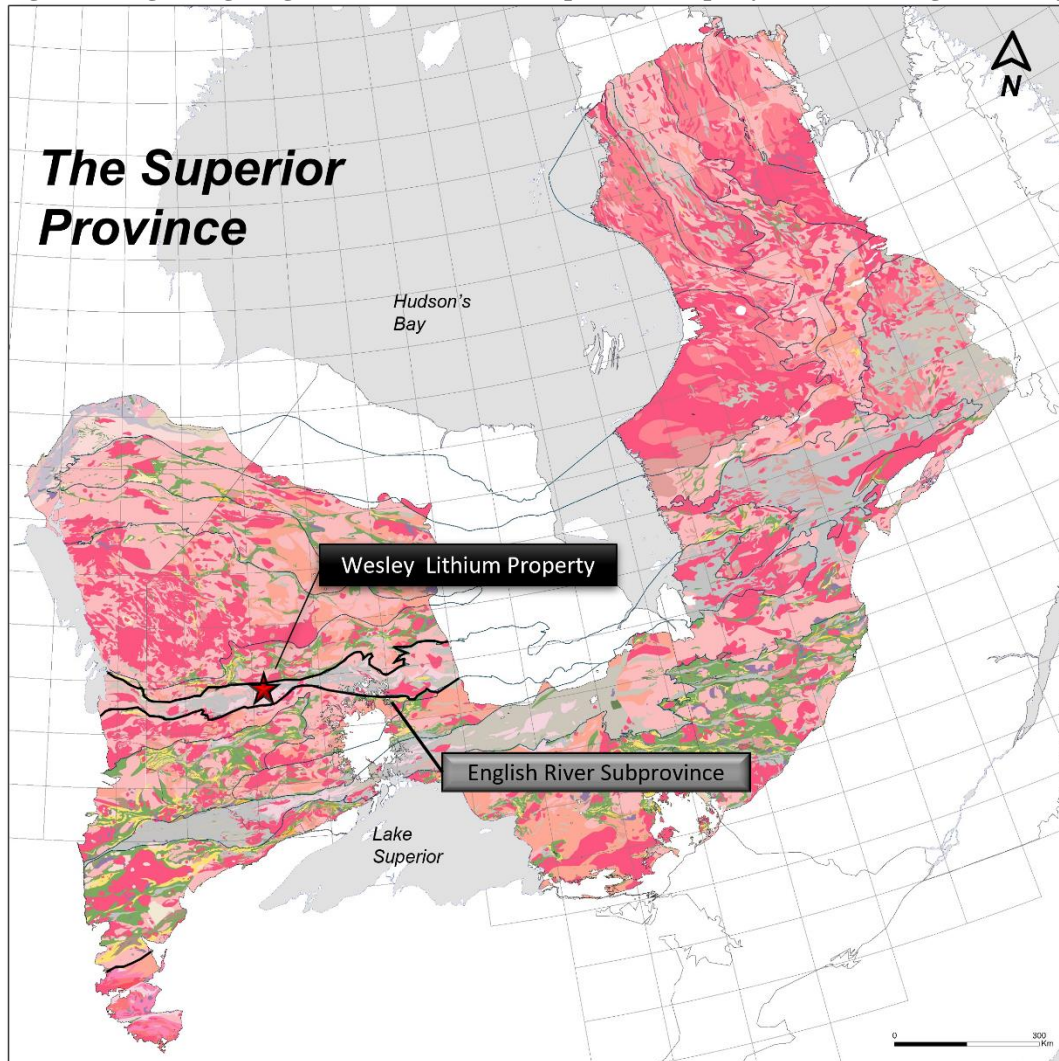 N
The Superior
Province
Hudson's
Bay
Wesley Lithium Property
English River Subprovince
Lake
Superior
0 300
Km